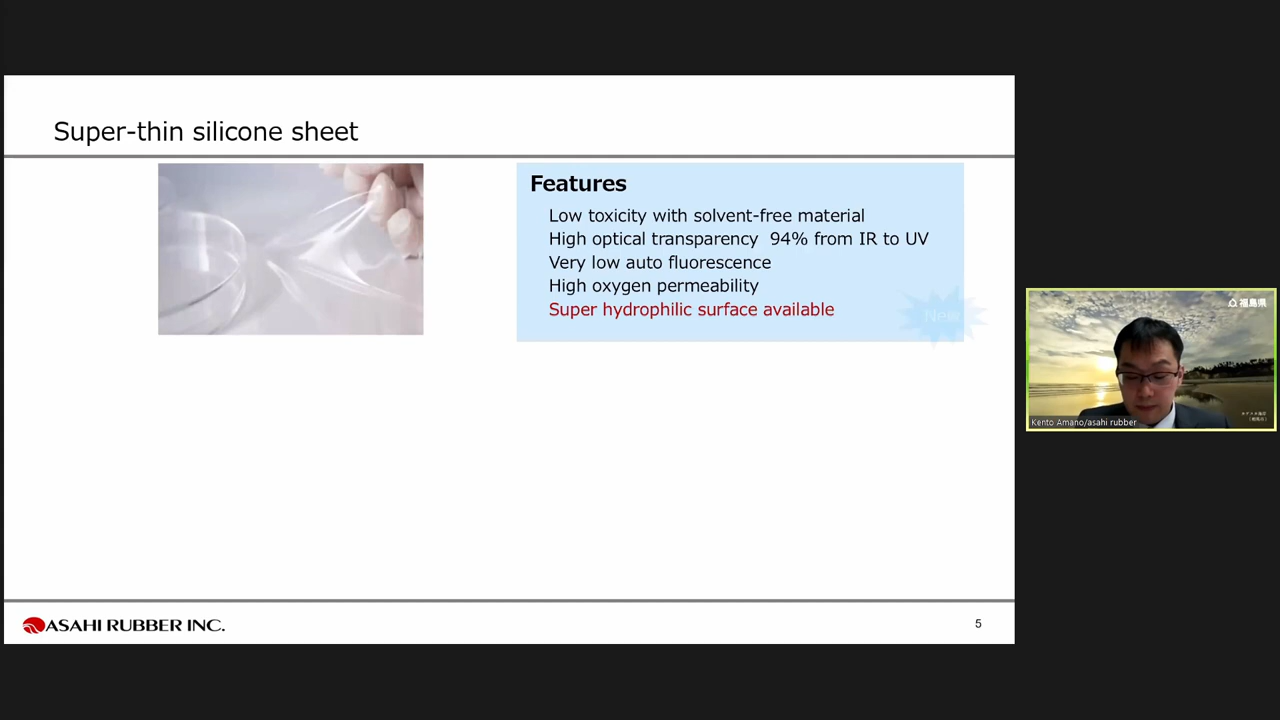 Super-thin silicone sheet
Features
Low toxicity with solvent-free material
High optical transparency 94% from IR to UV
Very low auto fluorescence
High oxygen permeability
Super hydrophilic surface available
New
ASAHI RUBBER INC.
5
福島県
Kento Amano/asahi rubber